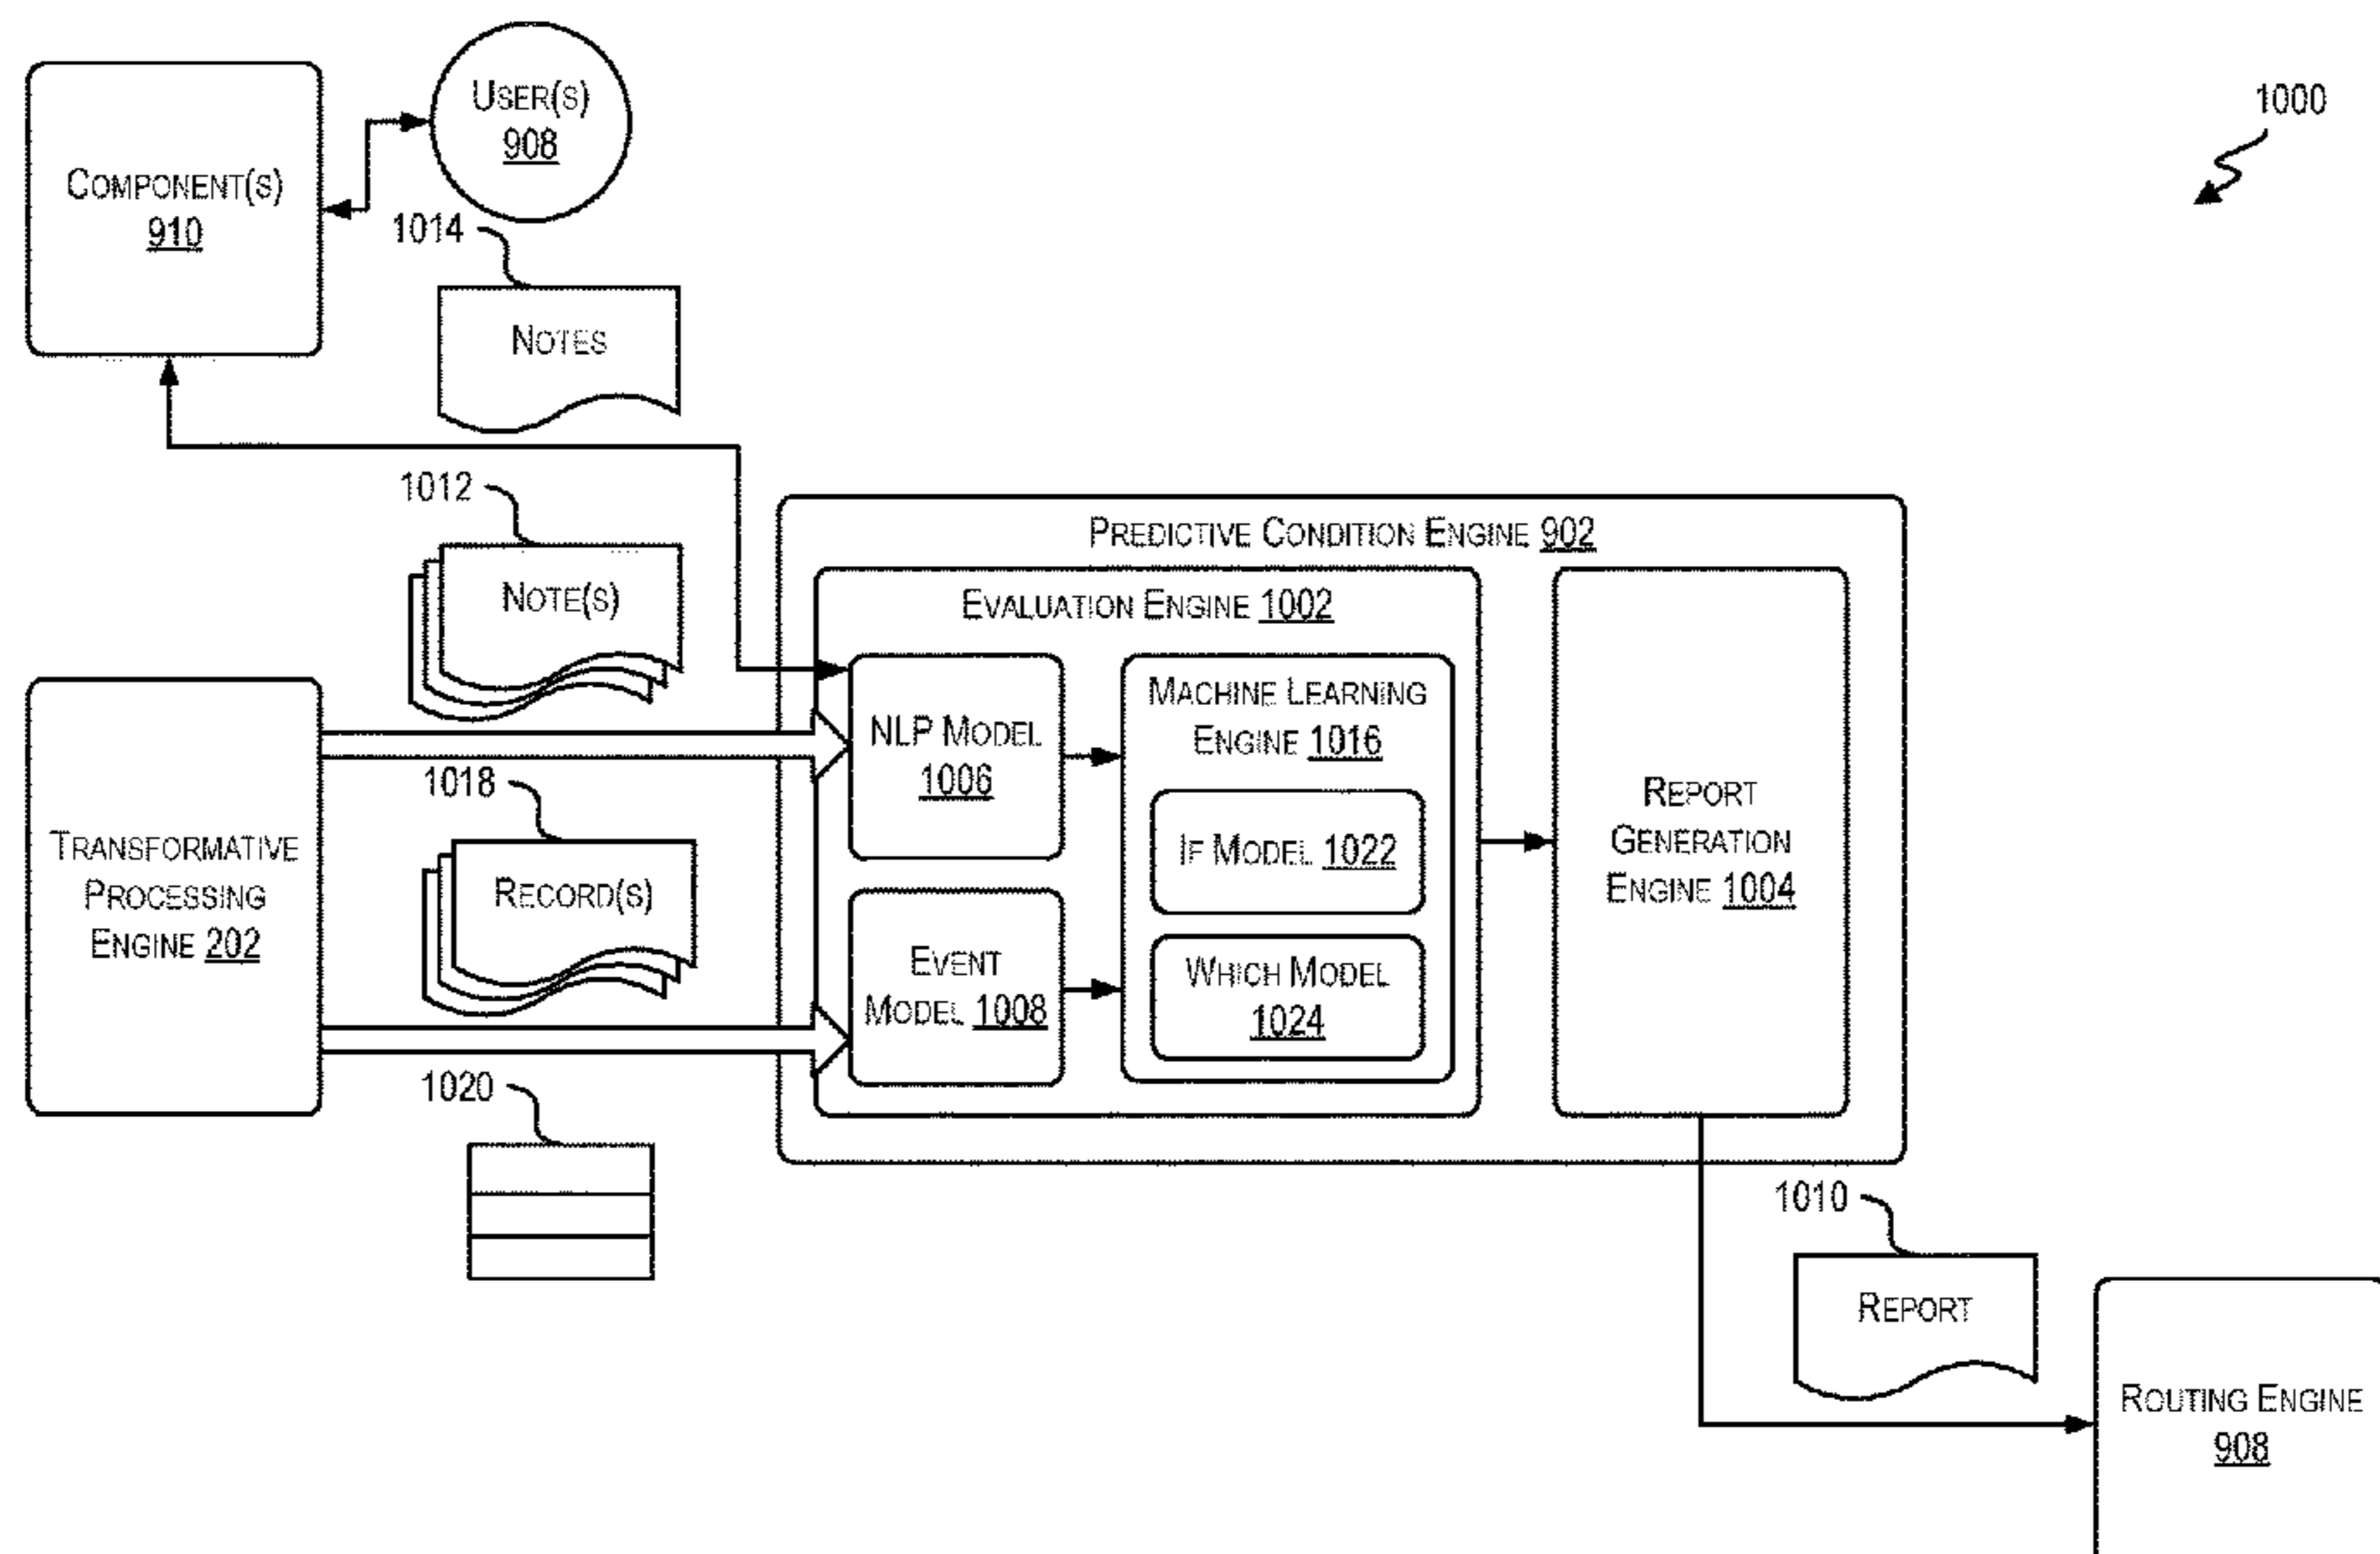 USER(S)
908
1000
COMPONENT(S)
910
1014
NOTES
1012
NOTE(S)
PREDICTIVE CONDITION ENGINE 902
EVALUATION ENGINE 1002
NLP MODEL
1006
MACHINE LEARNING
ENGINE 1016
IF MODEL 1022
WHICH MODEL
1024
EVENT
MODEL 1008
REPORT
GENERATION
ENGINE 1004
1018
RECORD(S)
TRANSFORMATIVE
PROCESSING
ENGINE 202
1020
1010
REPORT
ROUTING ENGINE
908